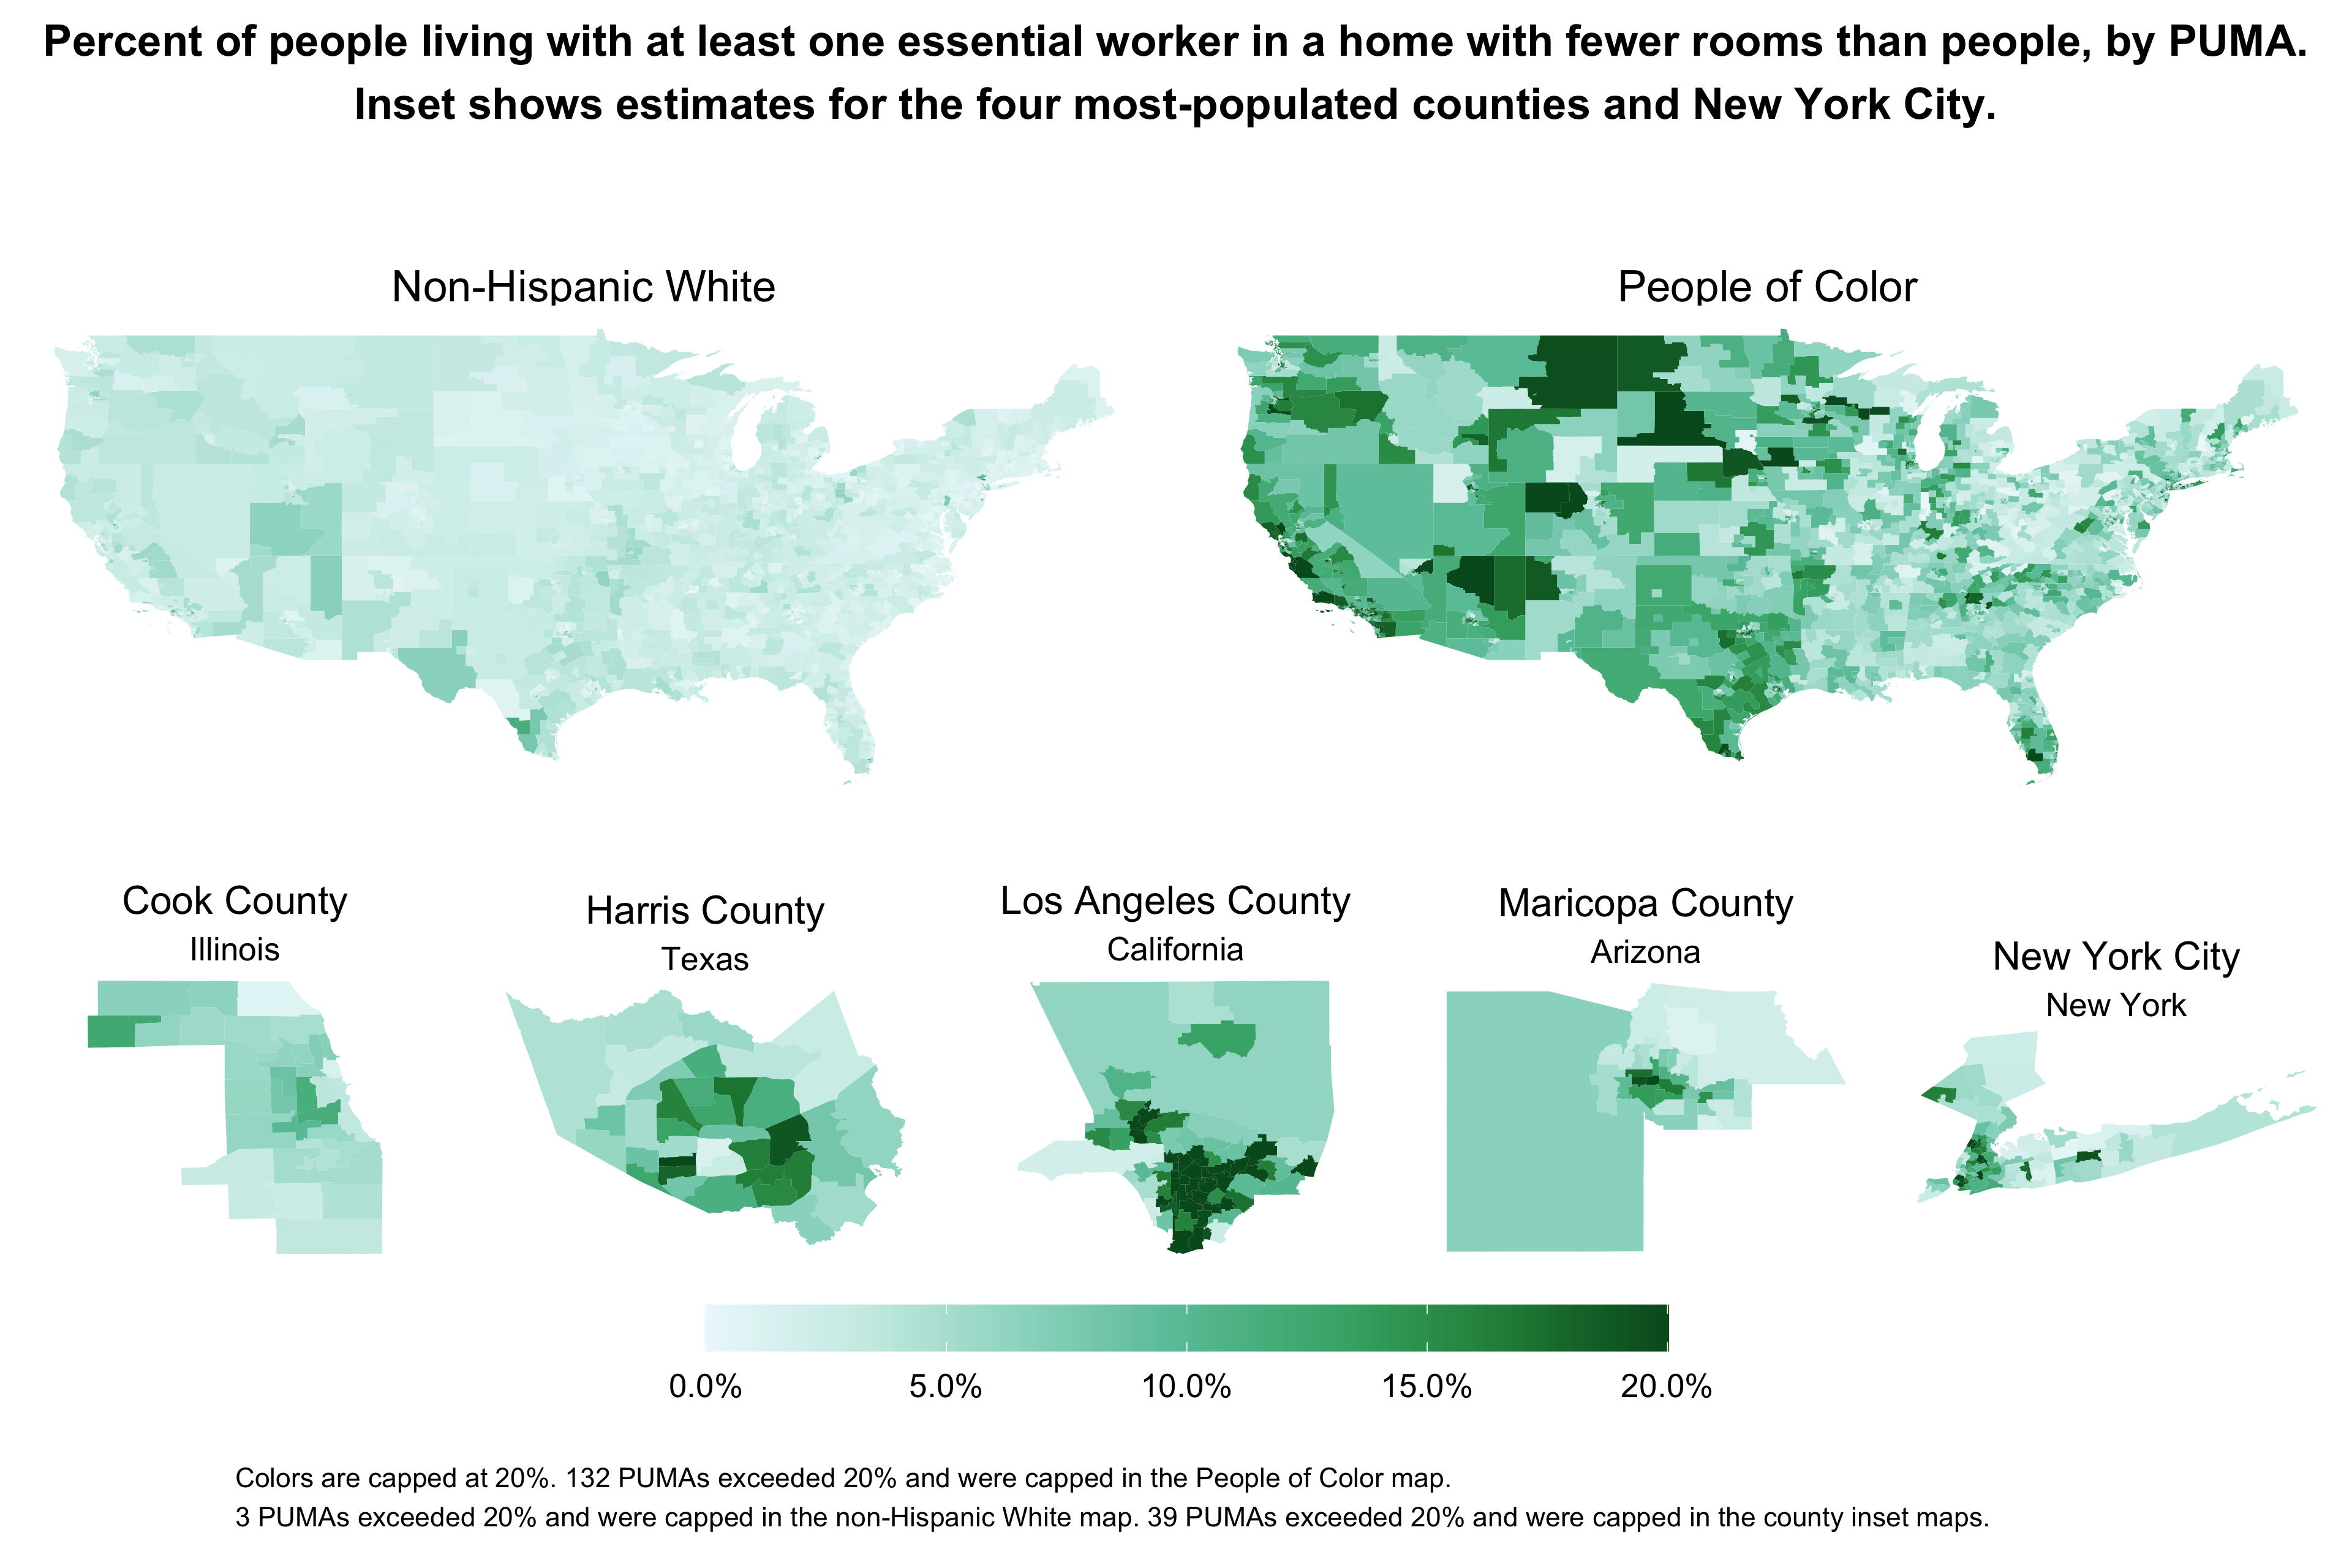 Percent of people living with at least one essential worker in a home with fewer rooms than people, by PUMA.
Inset shows estimates for the four most-populated counties and New York City.
Non-Hispanic White
People of Color
Cook County
Illinois
Harris County
Texas
Los Angeles County
California
Maricopa County
Arizona
New York City
New York
0.0%
5.0%
10.0%
15.0%
20.0%
Colors are capped at 20%. 132 PUMAs exceeded 20% and were capped in the People of Color map.
3 PUMAs exceeded 20% and were capped in the non-Hispanic White map. 39 PUMAs exceeded 20% and were capped in the county inset maps.